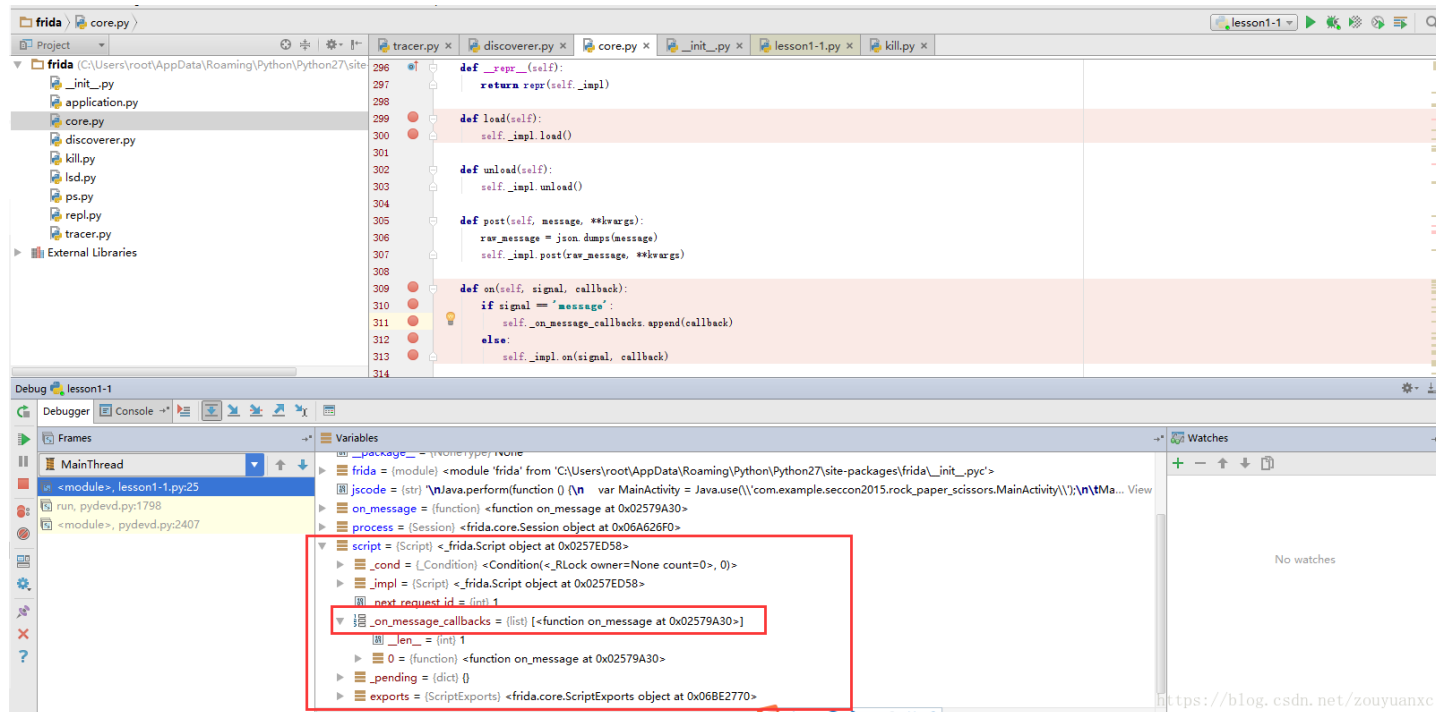 frida core.py lesson1-1
Project tracer.py × discoverer.py × core.py × __init__.py × lesson1-1.py × kill.py ×
frida (C:\Users\root\AppData\Roaming\Python\Python27\site
__init__.py
application.py
core.py
discoverer.py
kill.py
lsd.py
ps.py
repl.py
tracer.py
External Libraries
296 def __repr__(self):
297 return repr(self._impl)
298
299 def load(self):
300 self._impl.load()
301
302 def unload(self):
303 self._impl.unload()
304
305 def post(self, message, **kwargs):
306 raw_message = json.dumps(message)
307 self._impl.post(raw_message, **kwargs)
308
309 def on(self, signal, callback):
310 if signal == 'message':
311 self._on_message_callbacks.append(callback)
312 else:
313 self._impl.on(signal, callback)
314
Debug lesson1-1
Debugger Console
Frames Variables Watches
MainThread
<module>, lesson1-1.py:25
run, pydevd.py:1798
<module>, pydevd.py:2407
__package__ = {NoneType} None
frida = {module} <module 'frida' from 'C:\Users\root\AppData\Roaming\Python\Python27\site-packages\frida\__init__.pyc'>
jscode = {str} '\nJava.perform(function () {\n var MainActivity = Java.use(\\'com.example.seccon2015.rock_paper_scissors.MainActivity\\');\n\tMa... View
on_message = {function} <function on_message at 0x02579A30>
process = {Session} <frida.core.Session object at 0x06A626F0>
script = {Script} <_frida.Script object at 0x0257ED58>
_cond = {_Condition} <Condition(<_RLock owner=None count=0>, 0)>
_impl = {Script} <_frida.Script object at 0x0257ED58>
_next_request_id = {int} 1
_on_message_callbacks = {list} [<function on_message at 0x02579A30>]
__len__ = {int} 1
0 = {function} <function on_message at 0x02579A30>
_pending = {dict} {}
exports = {ScriptExports} <frida.core.ScriptExports object at 0x06BE2770>
No watches
https://blog.csdn.net/zouyuanxc